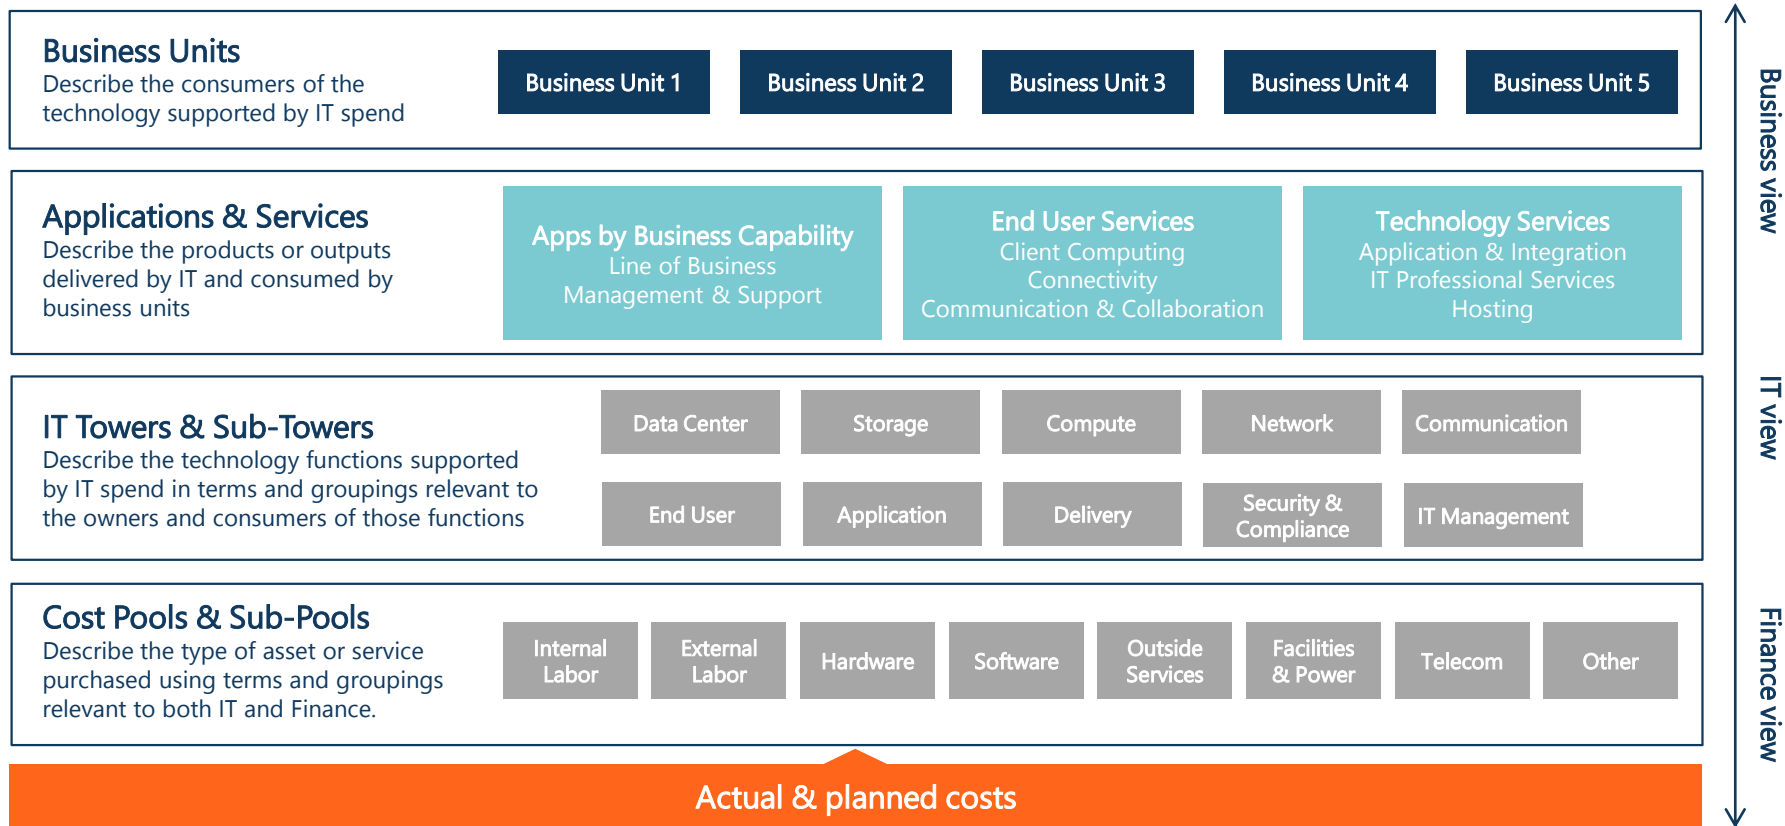 Business Units
Describe the consumers of the
technology supported by IT spend
Business Unit 1
Business Unit 2
Business Unit 3
Business Unit 4
Business Unit 5
Applications & Services
Describe the products or outputs
delivered by IT and consumed by
business units
Apps by Business Capability
Line of Business
Management & Support
End User Services
Client Computing
Connectivity
Communication & Collaboration
Technology Services
Application & Integration
IT Professional Services
Hosting
IT Towers & Sub-Towers
Describe the technology functions supported
by IT spend in terms and groupings relevant to
the owners and consumers of those functions
Data Center
Storage
Compute
Network
Communication
End User
Application
Delivery
Security &
Compliance
IT Management
Cost Pools & Sub-Pools
Describe the type of asset or service
purchased using terms and groupings
relevant to both IT and Finance.
Internal
Labor
External
Labor
Hardware
Software
Outside
Services
Facilities
& Power
Telecom
Other
Actual & planned costs
Business view
IT view
Finance view